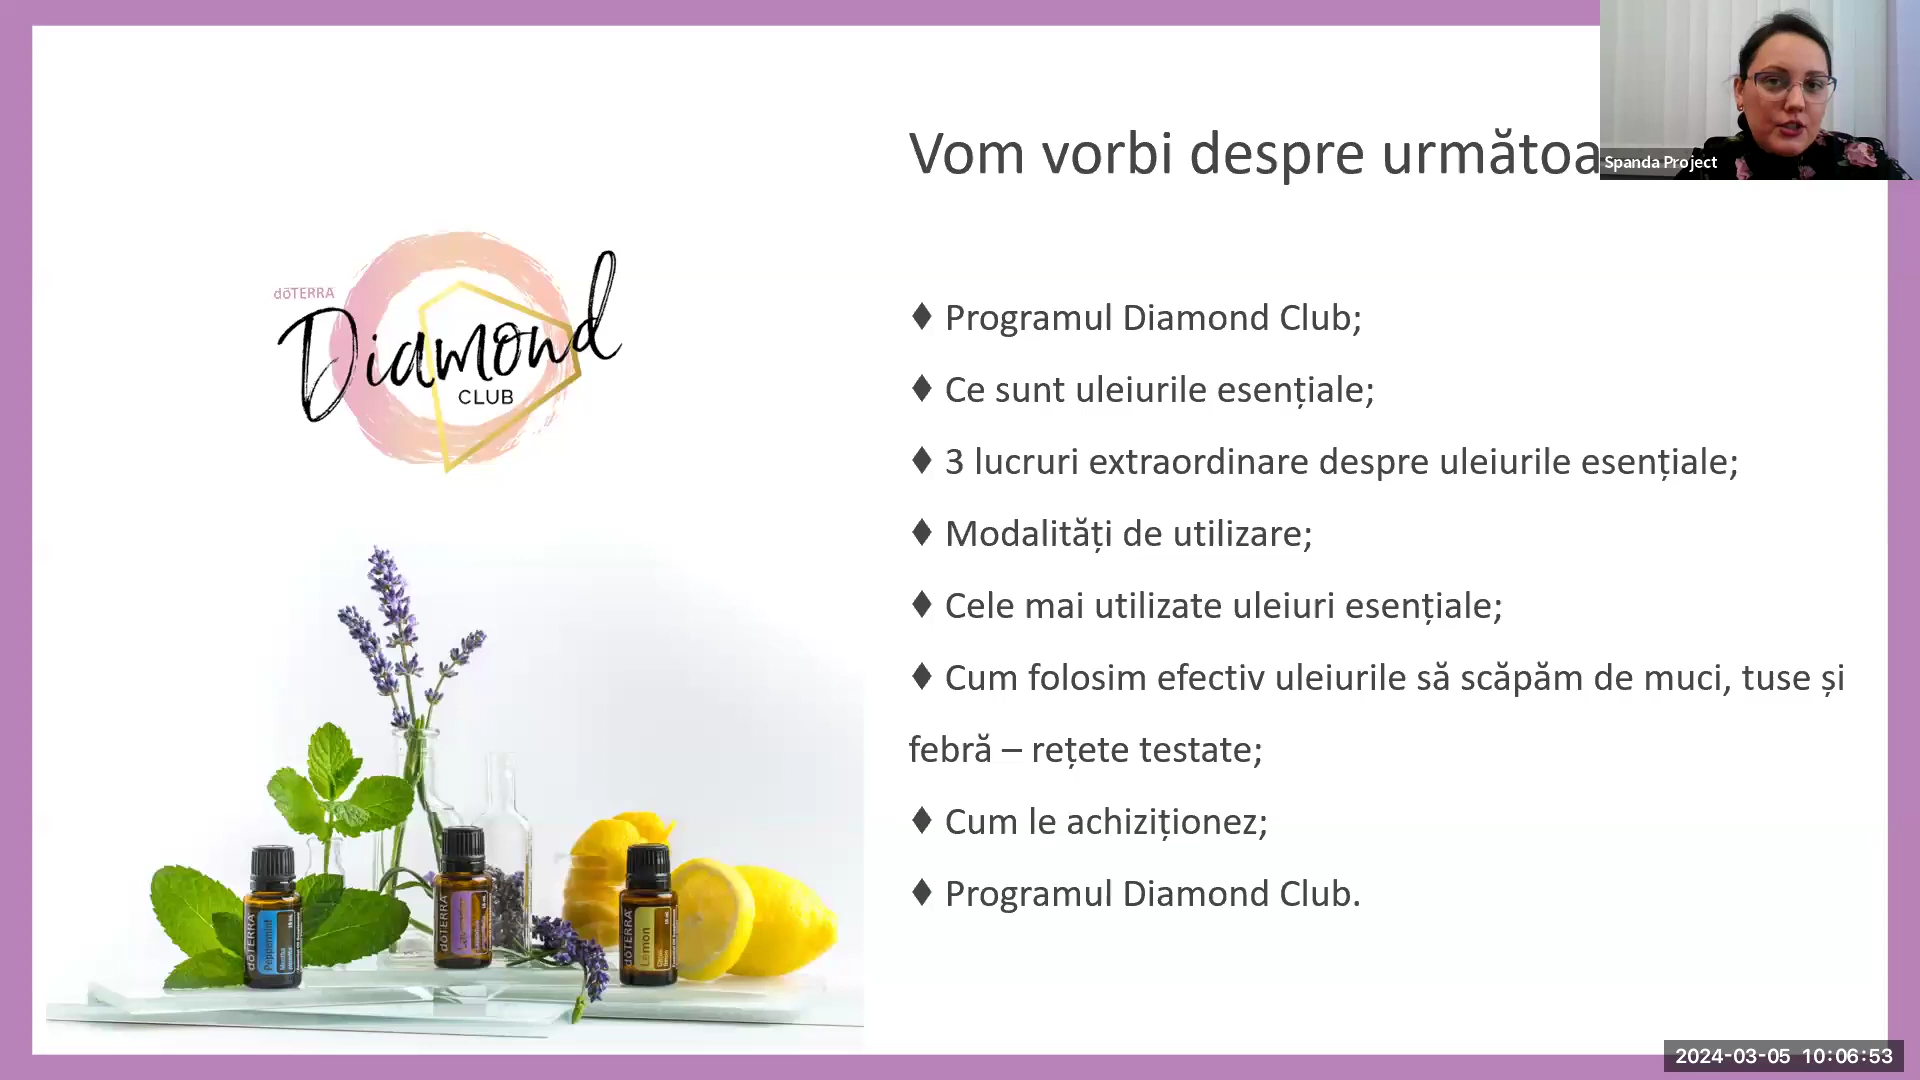 Vom vorbi despre următoa
Spanda Project
dōTERRA
Diamond
CLUB
♦ Programul Diamond Club;
♦ Ce sunt uleiurile esențiale;
♦ 3 lucruri extraordinare despre uleiurile esențiale;
♦ Modalități de utilizare;
♦ Cele mai utilizate uleiuri esențiale;
♦ Cum folosim efectiv uleiurile să scăpăm de muci, tuse și
febră – rețete testate;
♦ Cum le achiziționez;
♦ Programul Diamond Club.
dōTERRA
Peppermint
dōTERRA
dōTERRA
Lemon
2024-03-05 10:06:53